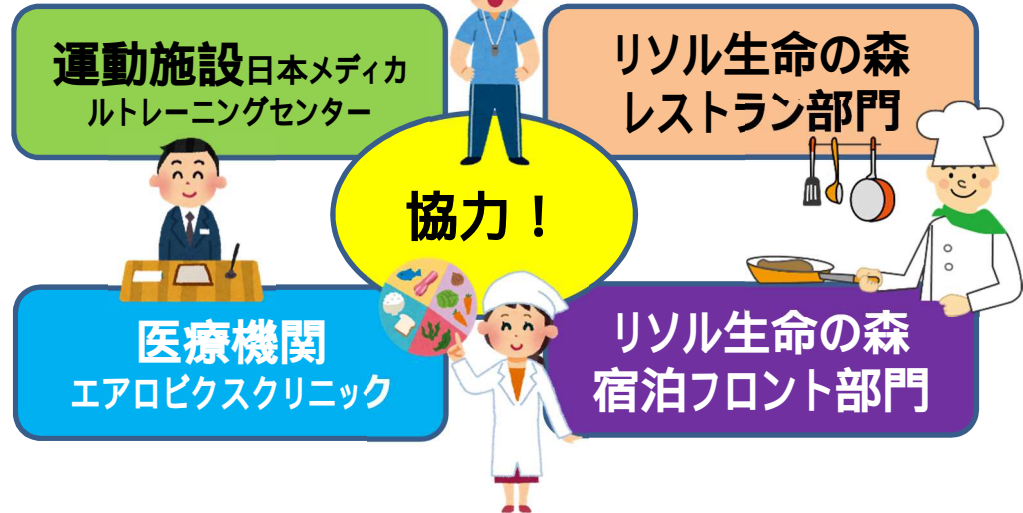 運動施設日本メディカ
ルトレーニングセンター
リソル生命の森
レストラン部門
協力！
医療機関
エアロビクスクリニック
リソル生命の森
宿泊フロント部門